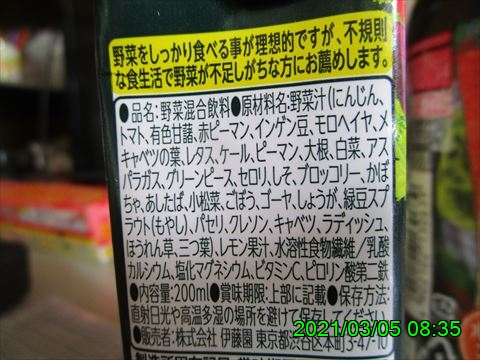 野菜をしっかり食べる事が理想的ですが、不規則
な食生活で野菜が不足しがちな方にお薦めします。
●品名:野菜混合飲料●原材料名:野菜汁(にんじん、
トマト、有色甘藷、赤ピーマン、インゲン豆、モロヘイヤ、メ
キャベツの葉、レタス、ケール、ピーマン、大根、白菜、アス
パラガス、グリーンピース、セロリ、しそ、ブロッコリー、かぼ
ちゃ、あしたば、小松菜、ごぼう、ゴーヤ、しょうが、緑豆スプ
ラウト(もやし)、パセリ、クレソン、キャベツ、ラディッシュ、
ほうれん草、三つ葉)、レモン果汁、水溶性食物繊維/乳酸
カルシウム、塩化マグネシウム、ビタミンC、ピロリン酸第二鉄
●内容量:200ml●賞味期限:上部に記載●保存方法:
直射日光や高温多湿の場所を避けて保存してください
●販売者:株式会社 伊藤園 東京都渋谷区本町3-47-10
2021/03/05 08:35